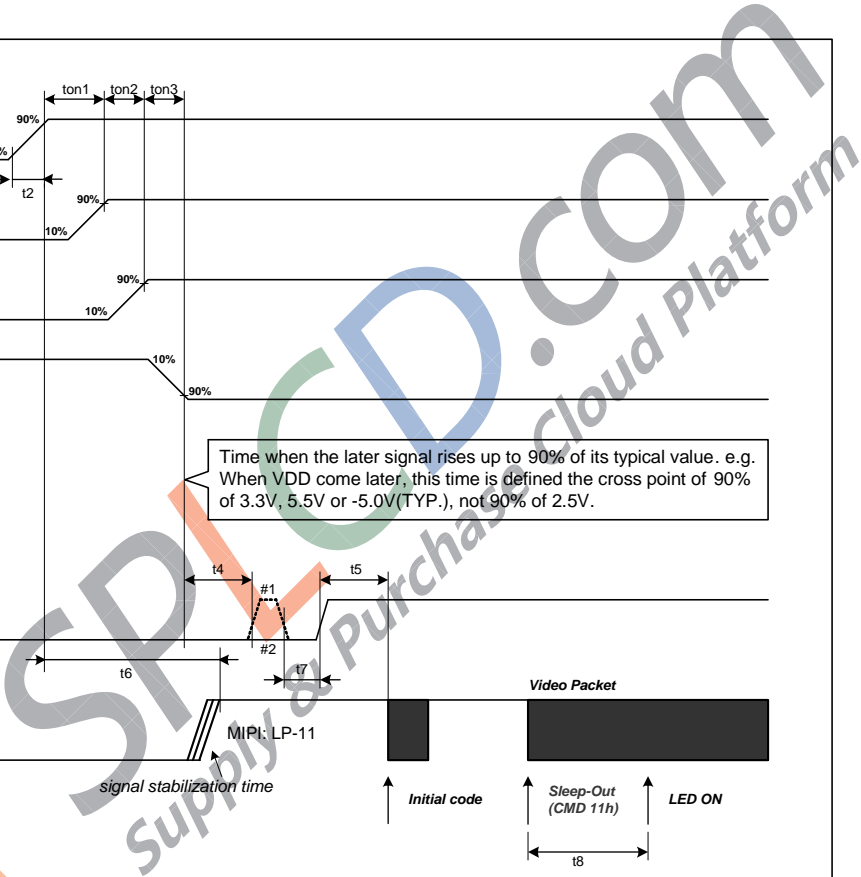 ton1 ton2 ton3
90%
%
t2
90%
10%
90%
10%
10%
90%
Time when the later signal rises up to 90% of its typical value. e.g.
When VDD come later, this time is defined the cross point of 90%
of 3.3V, 5.5V or -5.0V(TYP.), not 90% of 2.5V.
t4
t5
#1
#2
t7
t6
Video Packet
MIPI: LP-11
signal stabilization time
Initial code
Sleep-Out
(CMD 11h)
LED ON
t8
SPLCD.com
Supply & Purchase Cloud Platform